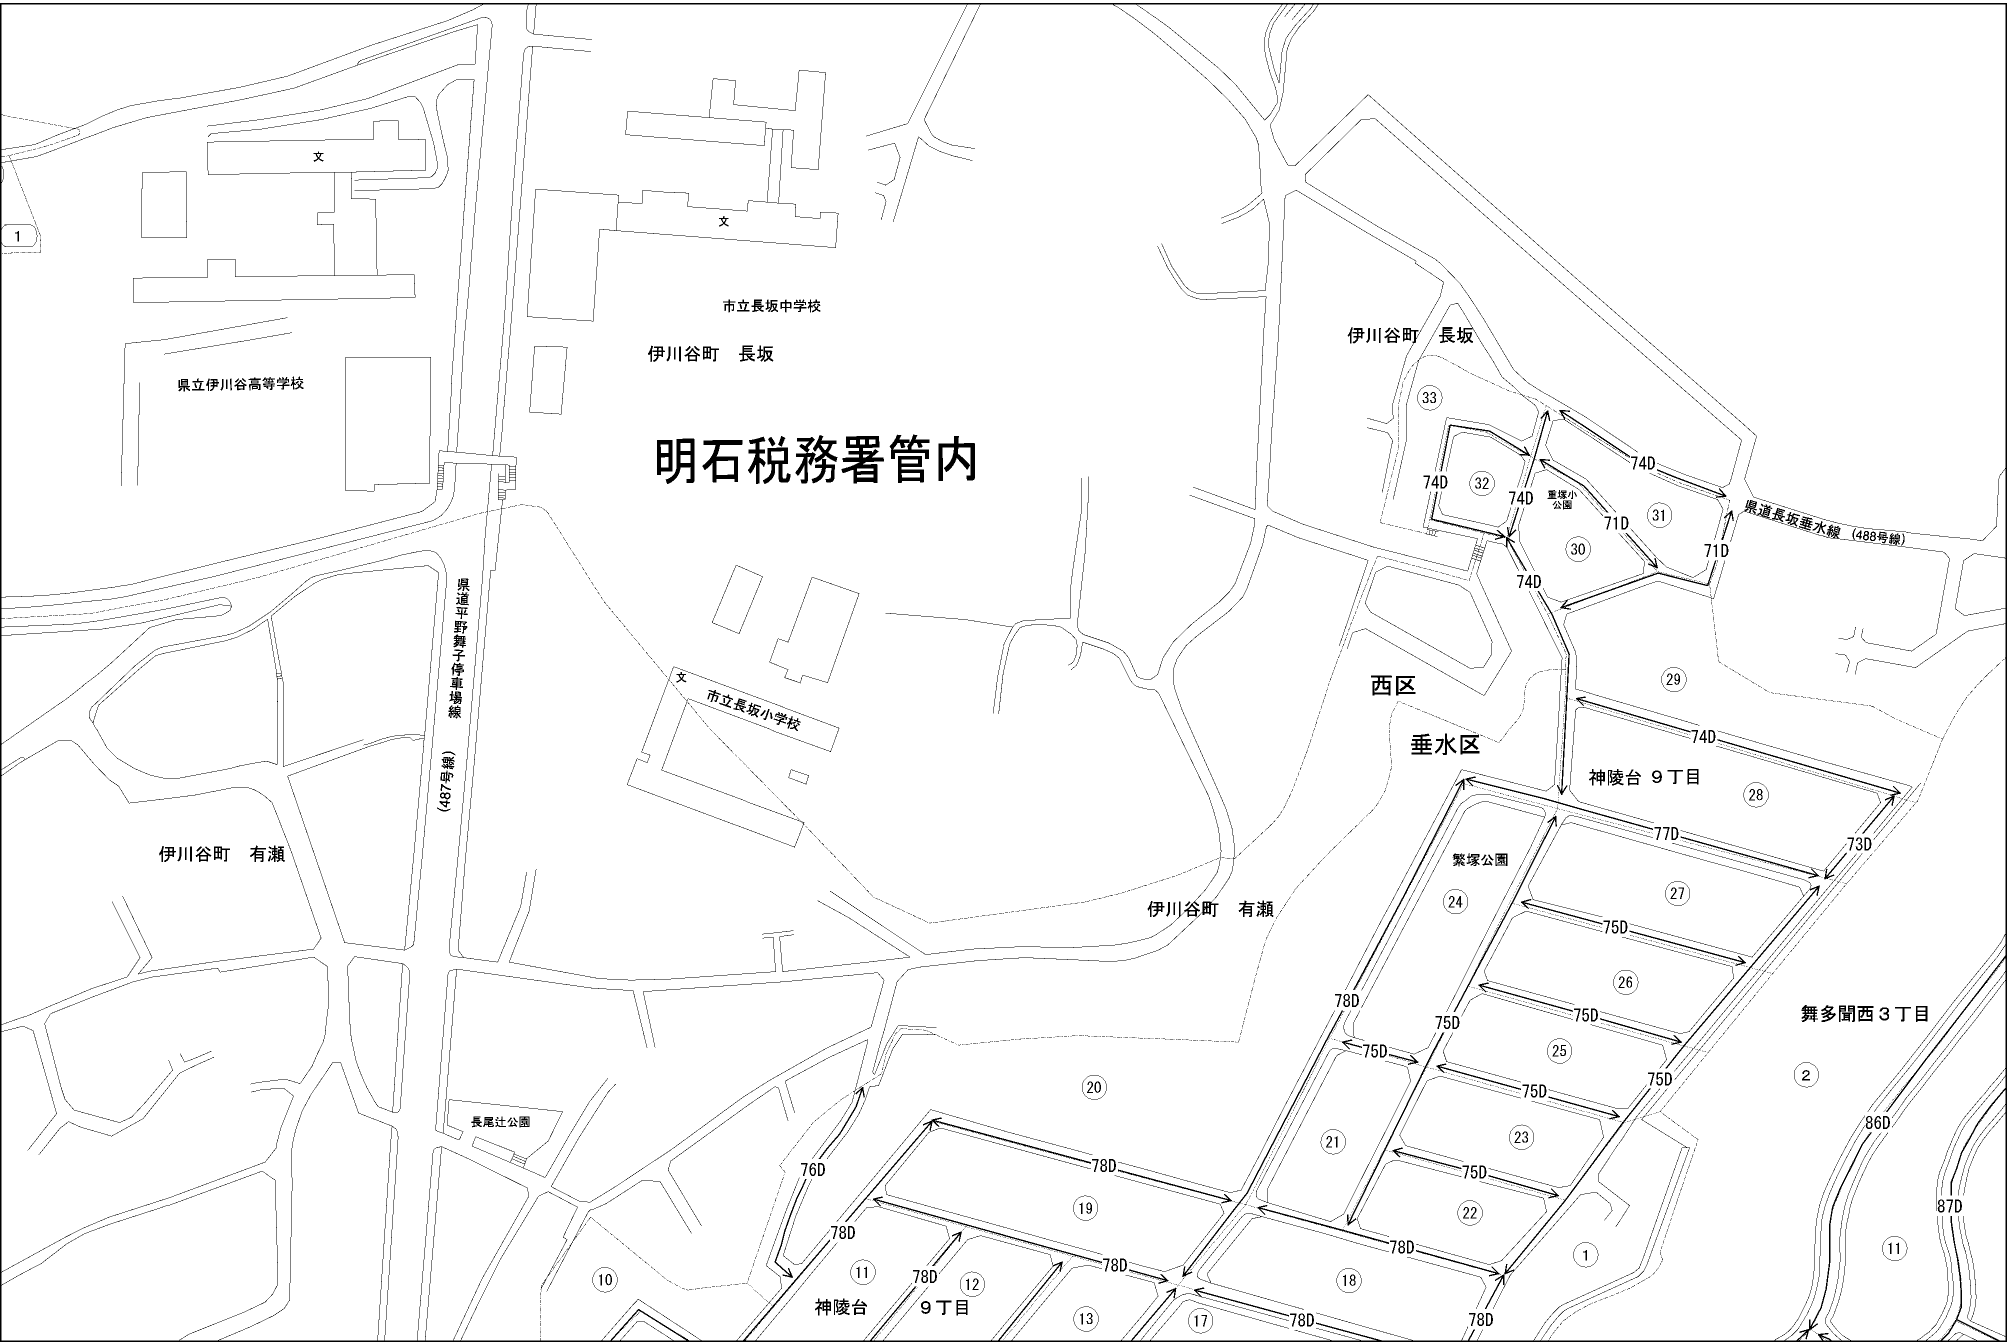 文
文
1
市立長坂中学校
伊川谷町　長坂
伊川谷町　長坂
県立伊川谷高等学校
33
明石税務署管内
74D
32
74D
74D
重塚小
公園
71D
31
県道長坂垂水線 (488号線)
30
71D
74D
県道平野舞子停車場線
(487号線)
文
市立長坂小学校
西区
29
垂水区
74D
神陵台 ９丁目
28
77D
73D
伊川谷町　有瀬
繁塚公園
24
27
伊川谷町　有瀬
75D
26
78D
75D
舞多聞西３丁目
75D
25
75D
2
20
75D
75D
長尾辻公園
86D
21
23
76D
78D
75D
19
22
87D
78D
78D
1
11
10
11
78D
12
78D
18
神陵台　　９丁目
13
17
78D
78D